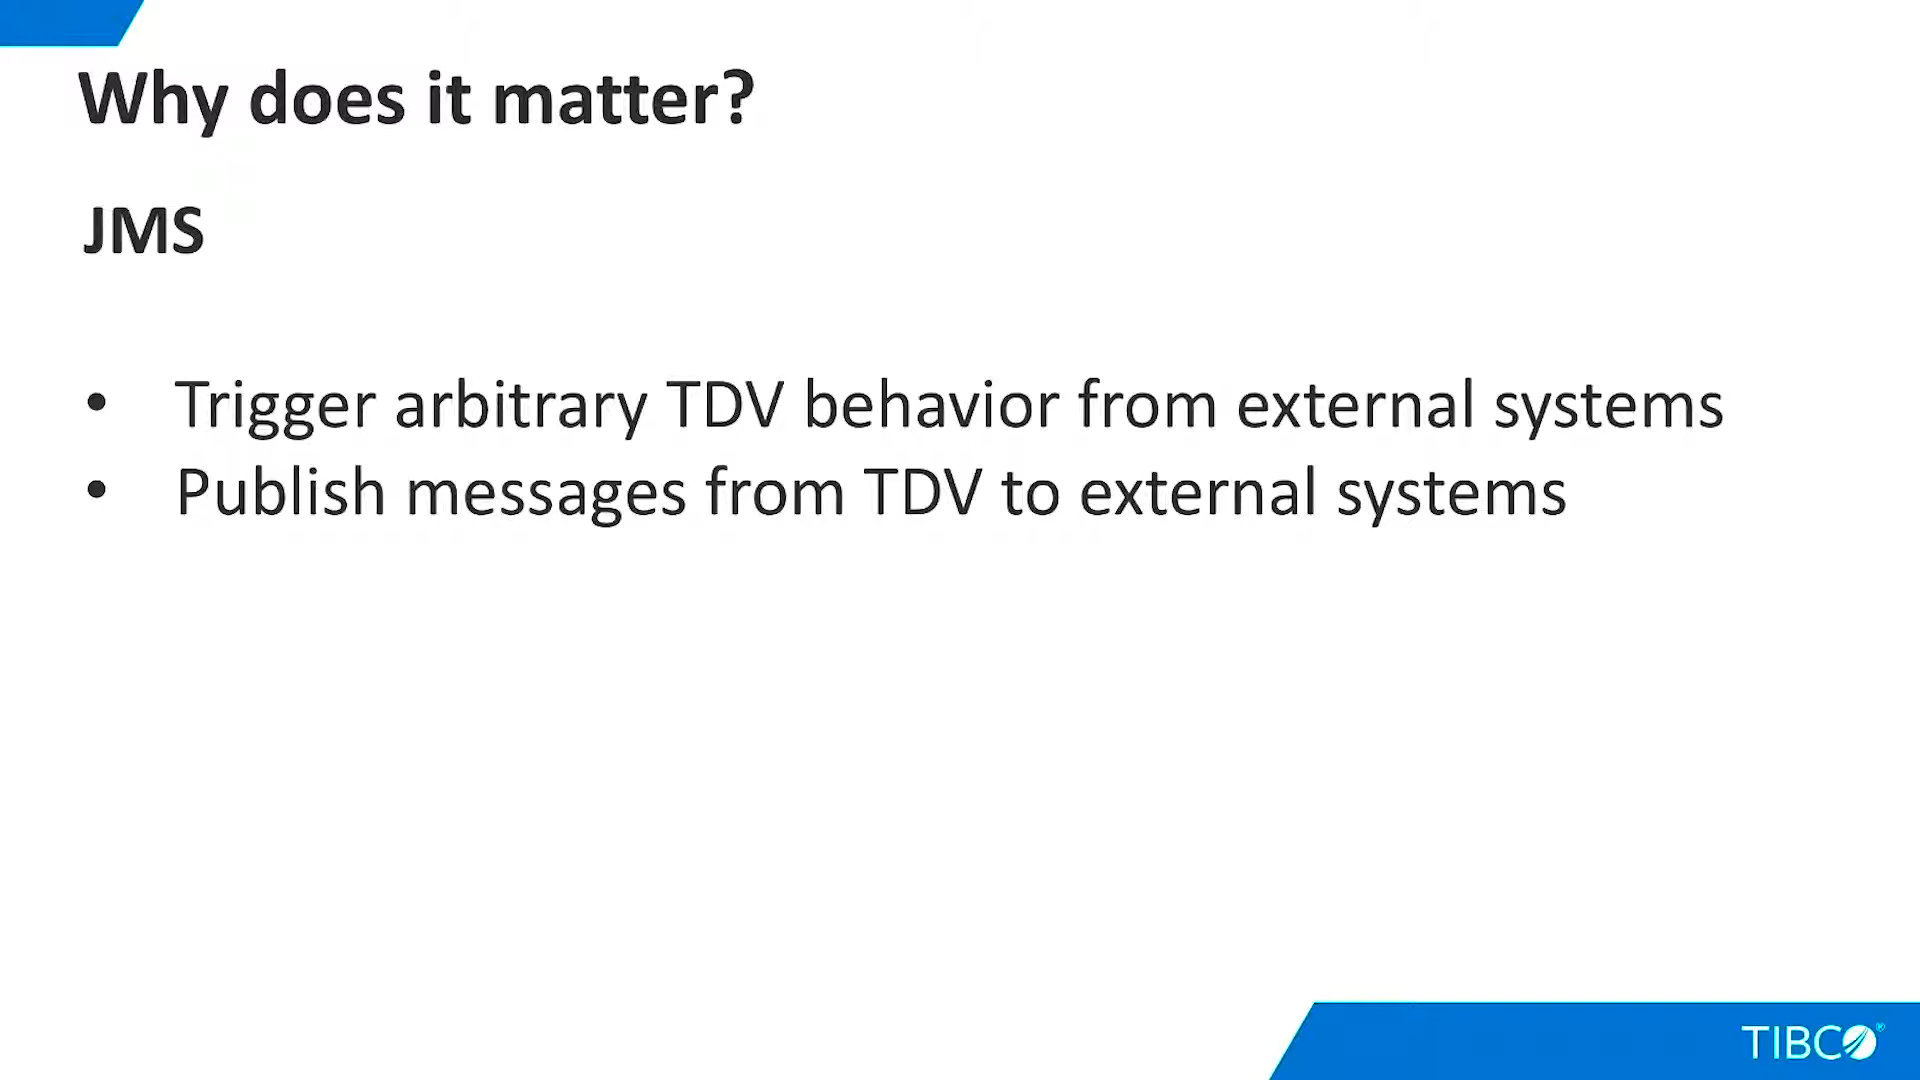 Why does it matter?
JMS
• Trigger arbitrary TDV behavior from external systems
• Publish messages from TDV to external systems
TIBCO®